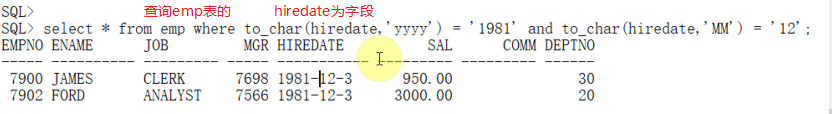 SQL> 查询emp表的 hiredate为字段
SQL> select * from emp where to_char(hiredate,'yyyy') = '1981' and to_char(hiredate,'MM') = '12';
EMPNO ENAME JOB MGR HIREDATE SAL COMM DEPTNO
----- ---------- --------- ----- ----------- --------- --------- ------
7900 JAMES CLERK 7698 1981-12-3 950.00 30
7902 FORD ANALYST 7566 1981-12-3 3000.00 20